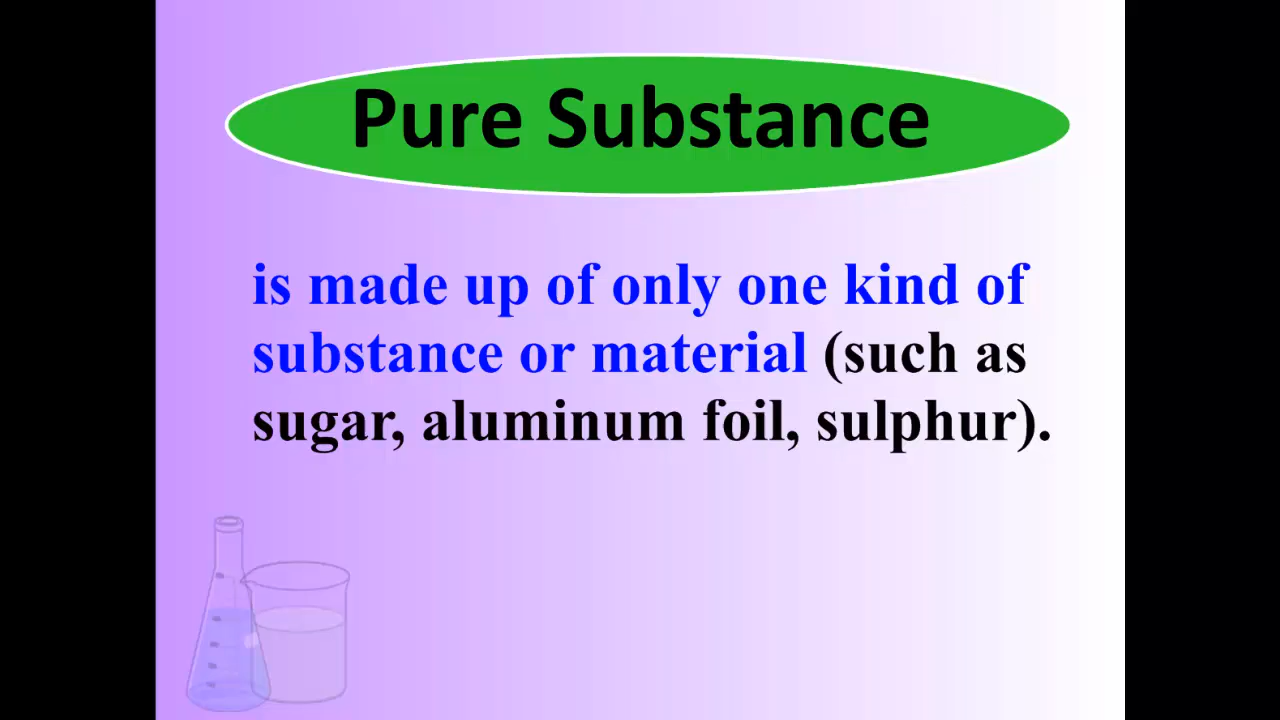 Pure Substance
is made up of only one kind of
substance or material (such as
sugar, aluminum foil, sulphur).